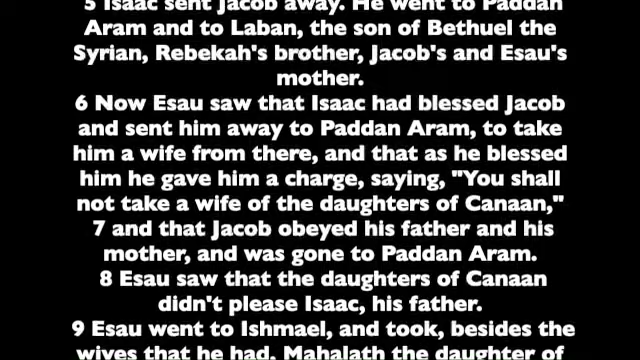 5 Isaac sent Jacob away. He went to Paddan
Aram and to Laban, the son of Bethuel the
Syrian, Rebekah's brother, Jacob's and Esau's
mother.
6 Now Esau saw that Isaac had blessed Jacob
and sent him away to Paddan Aram, to take
him a wife from there, and that as he blessed
him he gave him a charge, saying, "You shall
not take a wife of the daughters of Canaan,"
7 and that Jacob obeyed his father and his
mother, and was gone to Paddan Aram.
8 Esau saw that the daughters of Canaan
didn't please Isaac, his father.
9 Esau went to Ishmael, and took, besides the
wives that he had, Mahalath the daughter of